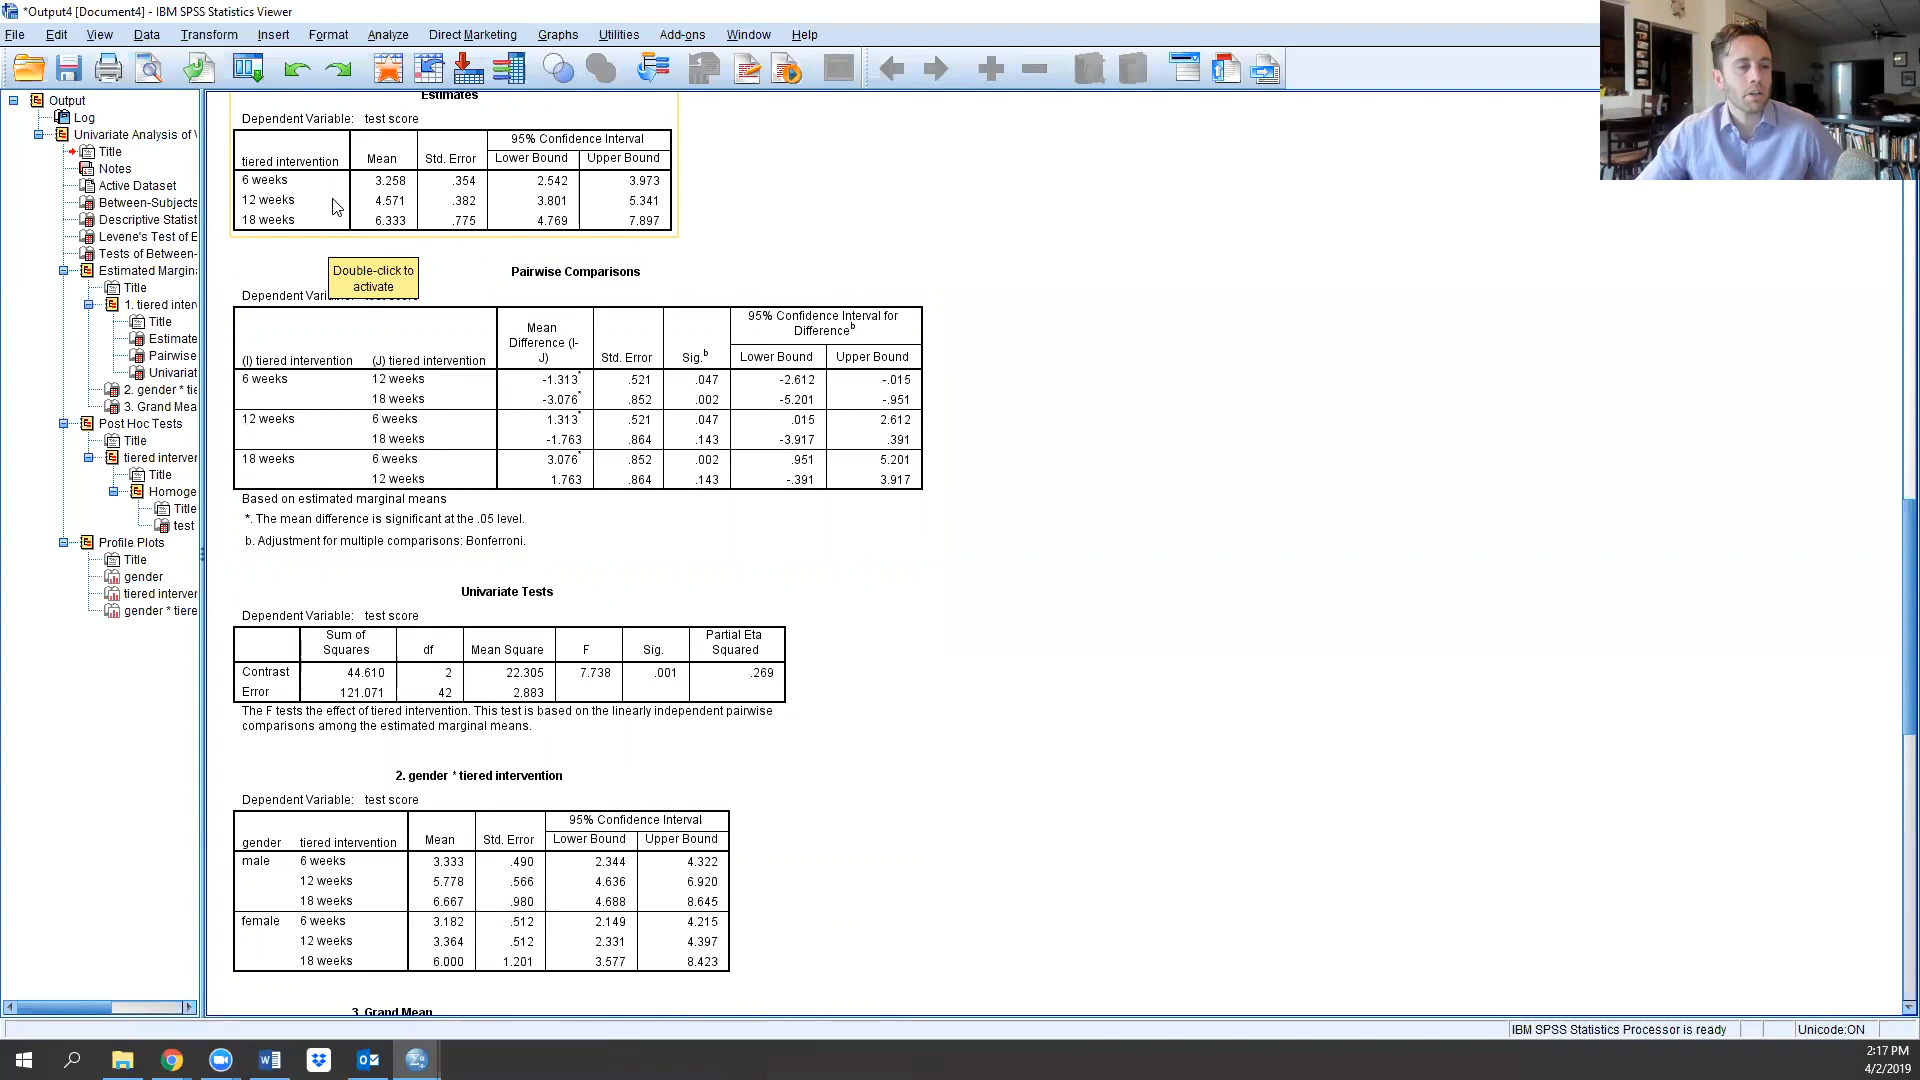 *Output4 [Document4] - IBM SPSS Statistics Viewer
File Edit View Data Transform Insert Format Analyze Direct Marketing Graphs Utilities Add-ons Window Help
Output
Log
Univariate Analysis of V
Title
Notes
Active Dataset
Between-Subjects
Descriptive Statist
Levene's Test of E
Tests of Between-
Estimated Margina
Title
1. tiered inter
Title
Estimate
Pairwise
Univariat
2. gender * tie
3. Grand Mea
Post Hoc Tests
Title
tiered interver
Title
Homoge
Title
test
Profile Plots
Title
gender
tiered interver
gender * tiere
Estimates
Dependent Variable: test score
95% Confidence Interval
tiered intervention Mean Std. Error Lower Bound Upper Bound
6 weeks 3.258 .354 2.542 3.973
12 weeks 4.571 .382 3.801 5.341
18 weeks 6.333 .775 4.769 7.897
Double-click to
activate
Pairwise Comparisons
Dependent Vari
95% Confidence Interval for
Difference b
Mean
Difference (I-
J)
(I) tiered intervention (J) tiered intervention Std. Error Sig. b Lower Bound Upper Bound
6 weeks 12 weeks -1.313* .521 .047 -2.612 -.015
18 weeks -3.076* .852 .002 -5.201 -.951
12 weeks 6 weeks 1.313* .521 .047 .015 2.612
18 weeks -1.763 .864 .143 -3.917 .391
18 weeks 6 weeks 3.076* .852 .002 .951 5.201
12 weeks 1.763 .864 .143 -.391 3.917
Based on estimated marginal means
*. The mean difference is significant at the .05 level.
b. Adjustment for multiple comparisons: Bonferroni.
Univariate Tests
Dependent Variable: test score
Sum of
Squares df Mean Square F Sig. Partial Eta
Squared
Contrast 44.610 2 22.305 7.738 .001 .269
Error 121.071 42 2.883
The F tests the effect of tiered intervention. This test is based on the linearly independent pairwise
comparisons among the estimated marginal means.
2. gender * tiered intervention
Dependent Variable: test score
95% Confidence Interval
gender tiered intervention Mean Std. Error Lower Bound Upper Bound
male 6 weeks 3.333 .490 2.344 4.322
12 weeks 5.778 .566 4.636 6.920
18 weeks 6.667 .980 4.688 8.645
female 6 weeks 3.182 .512 2.149 4.215
12 weeks 3.364 .512 2.331 4.397
18 weeks 6.000 1.201 3.577 8.423
3. Grand Mean
IBM SPSS Statistics Processor is ready Unicode:ON
2:17 PM
4/2/2019